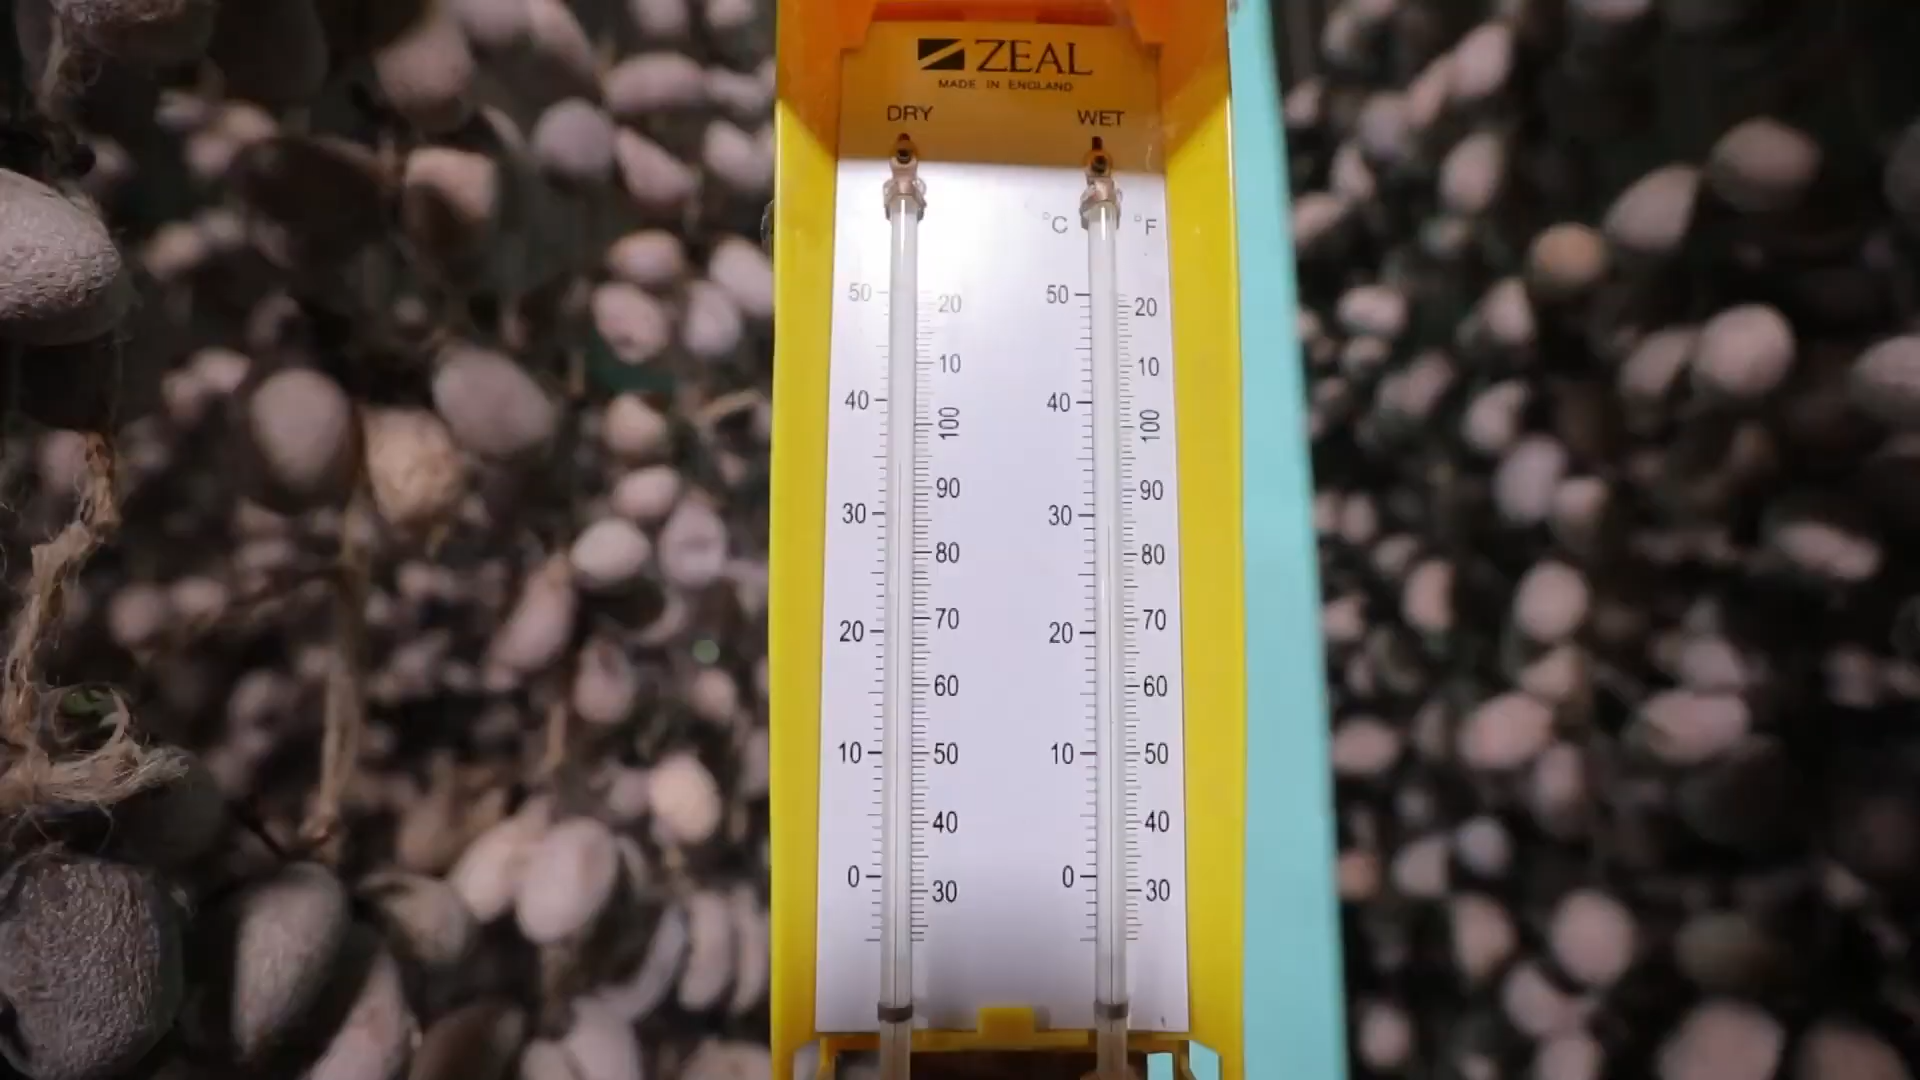 ZEAL
MADE IN ENGLAND
DRY WET
°C °F
50 20 50 20
10 10
40 100 40 100
90 90
30 30
80 80
70 70
20 20
60 60
10 50 10 50
40 40
0 30 0 30